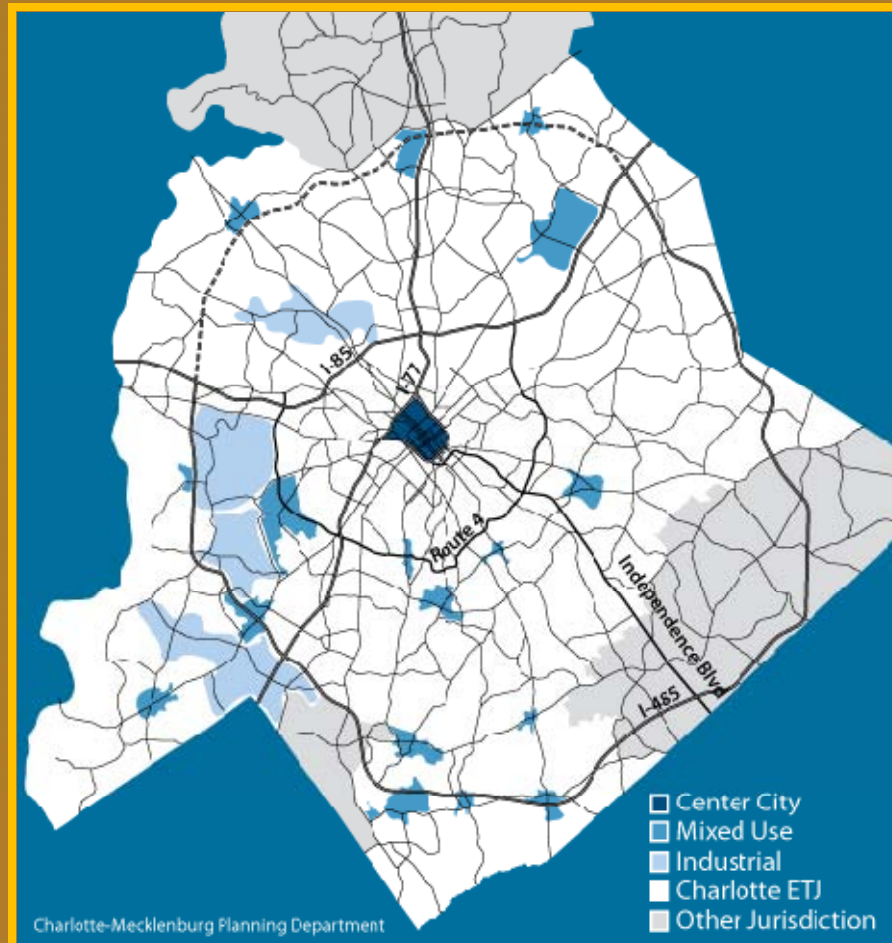 I-85
I-77
Route 4
Independence Blvd
I-485
Center City
Mixed Use
Industrial
Charlotte ETJ
Other Jurisdiction
Charlotte-Mecklenburg Planning Department